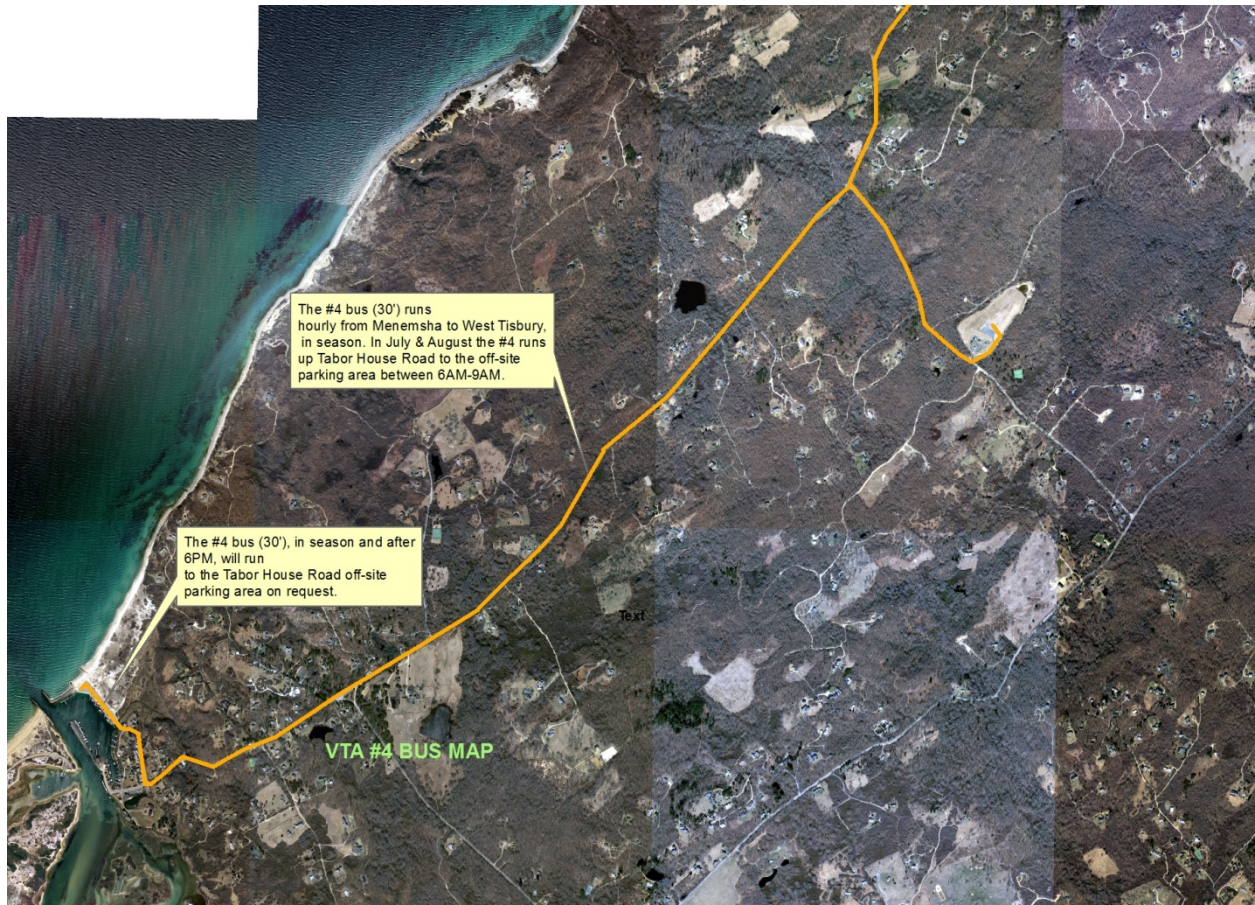 The #4 bus (30') runs
hourly from Menemsha to West Tisbury,
in season. In July & August the #4 runs
up Tabor House Road to the off-site
parking area between 6AM-9AM.
The #4 bus (30'), in season and after
6PM, will run
to the Tabor House Road off-site
parking area on request.
Text
VTA #4 BUS MAP